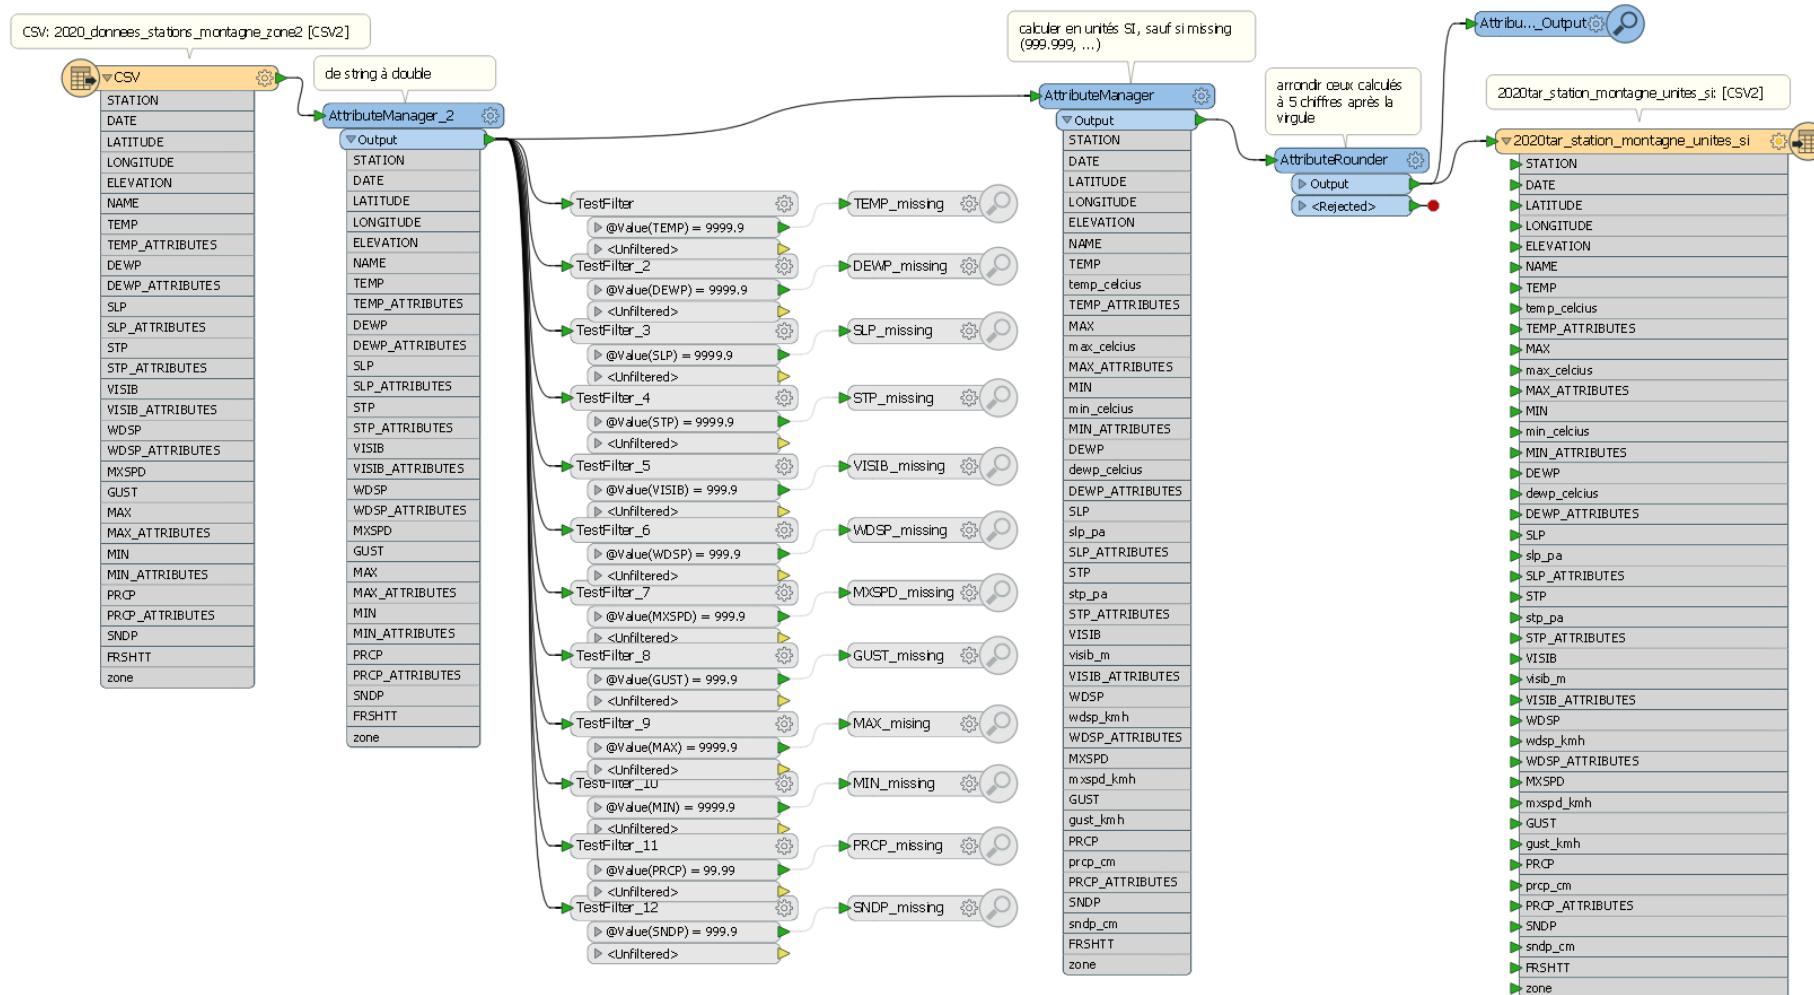 CSV: 2020_donnees_stations_montagne_zone2 [CSV2]
CSV
STATION
DATE
LATITUDE
LONGITUDE
ELEVATION
NAME
TEMP
TEMP_ATTRIBUTES
DEWP
DEWP_ATTRIBUTES
SLP
SLP_ATTRIBUTES
STP
STP_ATTRIBUTES
VISIB
VISIB_ATTRIBUTES
WDSP
WDSP_ATTRIBUTES
MXSPD
GUST
MAX
MAX_ATTRIBUTES
MIN
MIN_ATTRIBUTES
PRCP
PRCP_ATTRIBUTES
SNDP
FRSHTT
zone
de string à double
AttributeManager_2
Output
STATION
DATE
LATITUDE
LONGITUDE
ELEVATION
NAME
TEMP
TEMP_ATTRIBUTES
DEWP
DEWP_ATTRIBUTES
SLP
SLP_ATTRIBUTES
STP
STP_ATTRIBUTES
VISIB
VISIB_ATTRIBUTES
WDSP
WDSP_ATTRIBUTES
MXSPD
GUST
MAX
MAX_ATTRIBUTES
MIN
MIN_ATTRIBUTES
PRCP
PRCP_ATTRIBUTES
SNDP
FRSHTT
zone
TestFilter
@Value(TEMP) = 9999.9
<Unfiltered>
TEMP_missing
TestFilter_2
@Value(DEWP) = 9999.9
<Unfiltered>
DEWP_missing
TestFilter_3
@Value(SLP) = 9999.9
<Unfiltered>
SLP_missing
TestFilter_4
@Value(STP) = 9999.9
<Unfiltered>
STP_missing
TestFilter_5
@Value(VISIB) = 999.9
<Unfiltered>
VISIB_missing
TestFilter_6
@Value(WDSP) = 999.9
<Unfiltered>
WDSP_missing
TestFilter_7
@Value(MXSPD) = 999.9
<Unfiltered>
MXSPD_missing
TestFilter_8
@Value(GUST) = 999.9
<Unfiltered>
GUST_missing
TestFilter_9
@Value(MAX) = 9999.9
<Unfiltered>
MAX_mising
TestFilter_10
@Value(MIN) = 9999.9
<Unfiltered>
MIN_missing
TestFilter_11
@Value(PRCP) = 99.99
<Unfiltered>
PRCP_missing
TestFilter_12
@Value(SNDP) = 999.9
<Unfiltered>
SNDP_missing
calculer en unités SI, sauf si missing
(999.999, ...)
AttributeManager
Output
STATION
DATE
LATITUDE
LONGITUDE
ELEVATION
NAME
TEMP
temp_celcius
TEMP_ATTRIBUTES
MAX
max_celcius
MAX_ATTRIBUTES
MIN
min_celcius
MIN_ATTRIBUTES
DEWP
dewp_celcius
DEWP_ATTRIBUTES
SLP
slp_pa
SLP_ATTRIBUTES
STP
stp_pa
STP_ATTRIBUTES
VISIB
visib_m
VISIB_ATTRIBUTES
WDSP
wdsp_kmh
WDSP_ATTRIBUTES
MXSPD
mxspd_kmh
GUST
gust_kmh
PRCP
prcp_cm
PRCP_ATTRIBUTES
SNDP
sndp_cm
FRSHTT
zone
arrondir ceux calculés
à 5 chiffres après la
virgule
AttributeRounder
Output
<Rejected>
Attribu..._Output
2020tar_station_montagne_unites_si: [CSV2]
2020tar_station_montagne_unites_si
STATION
DATE
LATITUDE
LONGITUDE
ELEVATION
NAME
TEMP
temp_celcius
TEMP_ATTRIBUTES
MAX
max_celcius
MAX_ATTRIBUTES
MIN
min_celcius
MIN_ATTRIBUTES
DEWP
dewp_celcius
DEWP_ATTRIBUTES
SLP
slp_pa
SLP_ATTRIBUTES
STP
stp_pa
STP_ATTRIBUTES
VISIB
visib_m
VISIB_ATTRIBUTES
WDSP
wdsp_kmh
WDSP_ATTRIBUTES
MXSPD
mxspd_kmh
GUST
gust_kmh
PRCP
prcp_cm
PRCP_ATTRIBUTES
SNDP
sndp_cm
FRSHTT
zone